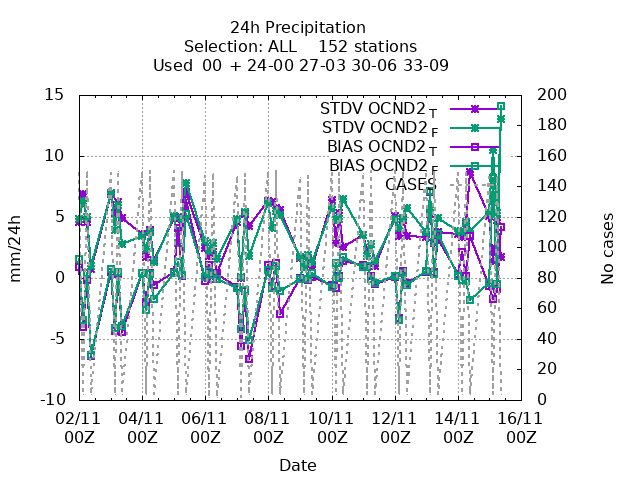 24h Precipitation
Selection: ALL 152 stations
Used 00 + 24-00 27-03 30-06 33-09
STDV OCND2 T
STDV OCND2 F
BIAS OCND2 T
BIAS OCND2 F
CASES
15
10
5
0
-5
-10
mm/24h
200
180
160
140
120
100
80
60
40
20
0
No cases
02/11 04/11 06/11 08/11 10/11 12/11 14/11 16/11
00Z 00Z 00Z 00Z 00Z 00Z 00Z 00Z
Date